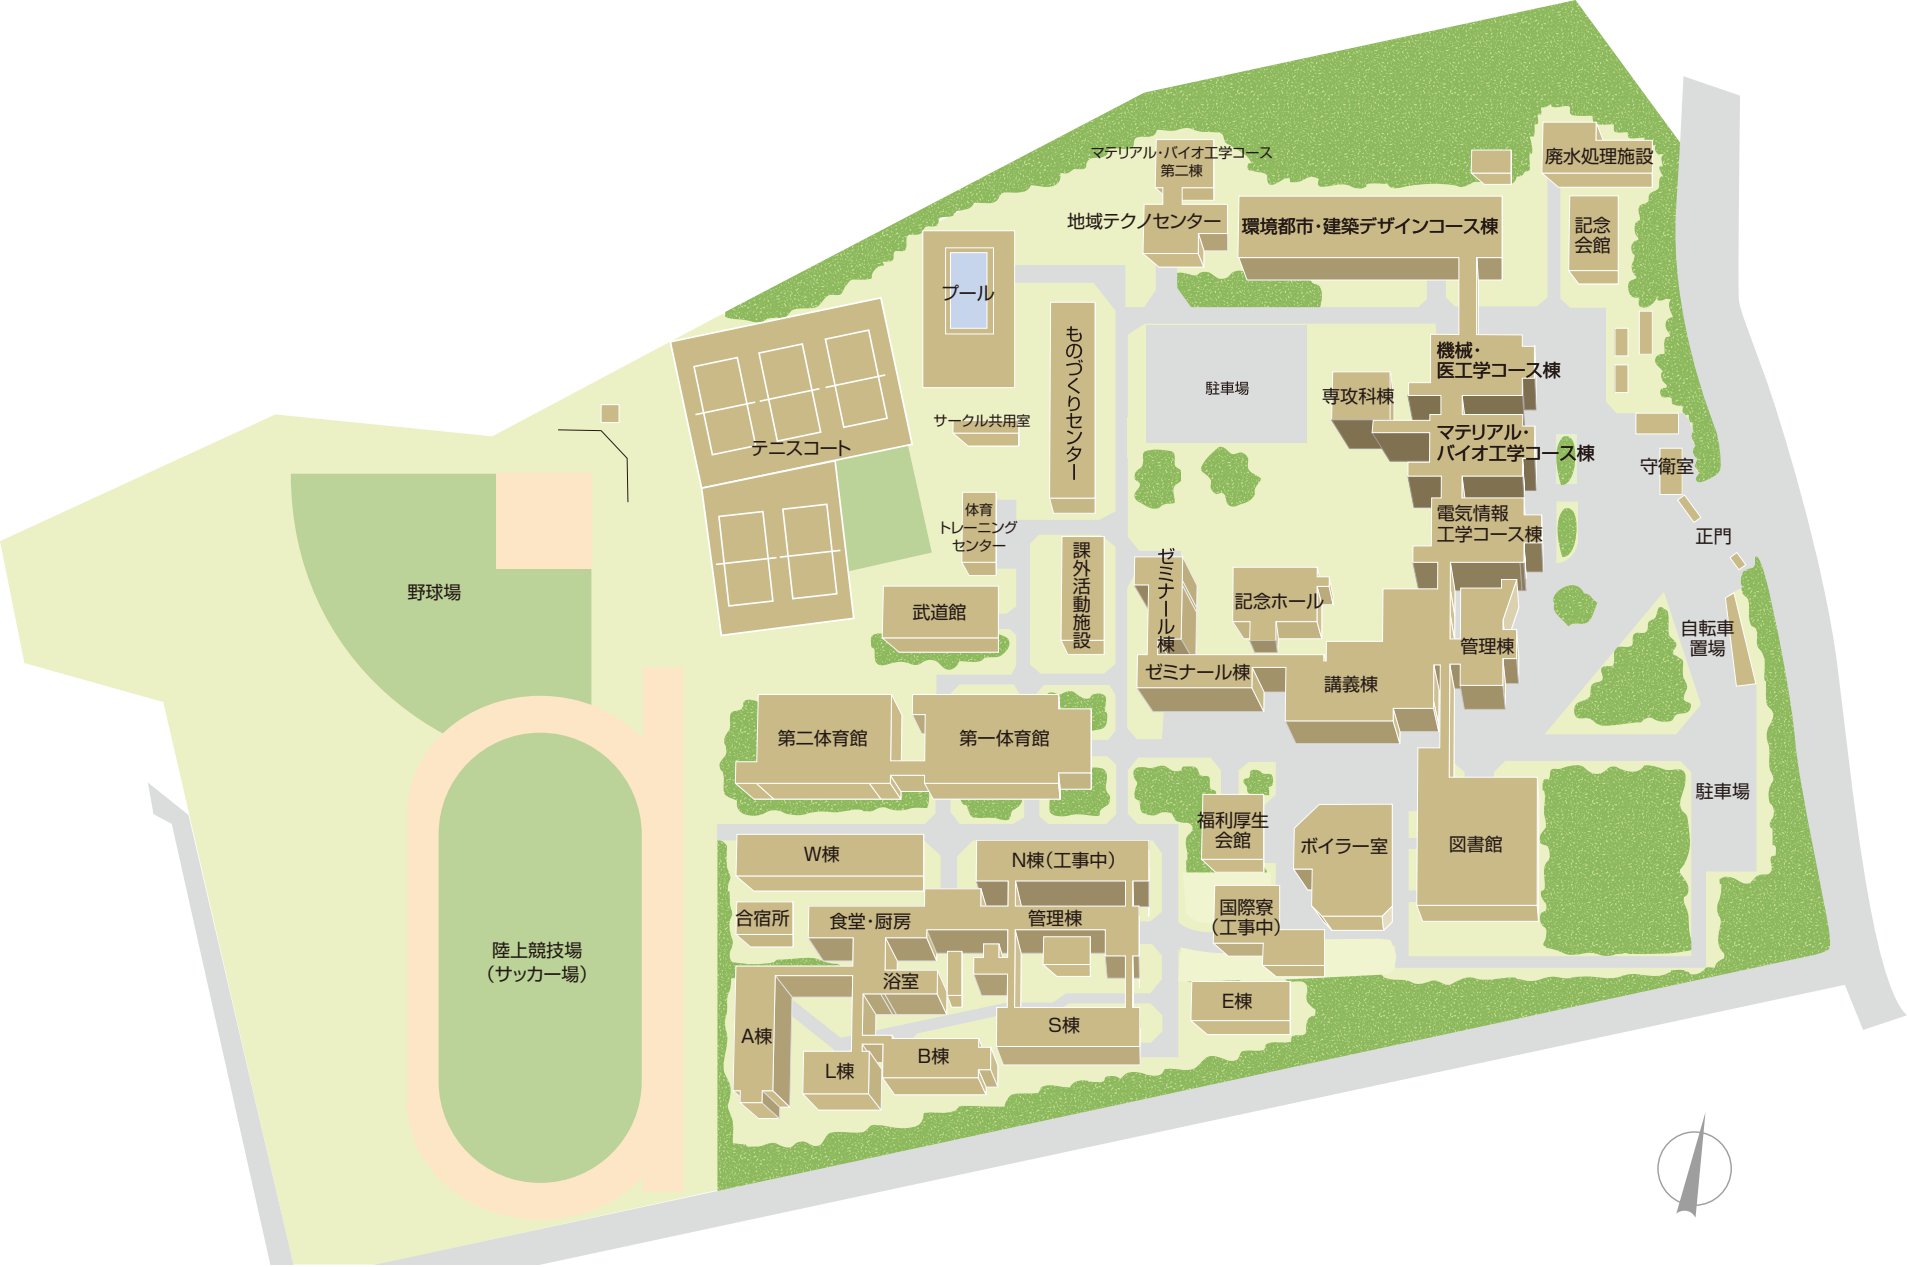 マテリアル・バイオ工学コース
第二棟
廃水処理施設
地域テクノセンター
環境都市・建築デザインコース棟
記念
会館
プール
ものづくりセンター
機械・
医工学コース棟
駐車場
専攻科棟
サークル共用室
テニスコート
マテリアル・
バイオ工学コース棟
守衛室
体育
トレーニング
センター
電気情報
工学コース棟
正門
課外活動施設
ゼミナール棟
野球場
武道館
記念ホール
管理棟
自転車
置場
ゼミナール棟
講義棟
第二体育館
第一体育館
駐車場
福利厚生
会館
ボイラー室
図書館
W棟
N棟(工事中)
合宿所
食堂・厨房
管理棟
国際寮
(工事中)
陸上競技場
(サッカー場)
浴室
E棟
A棟
S棟
L棟
B棟